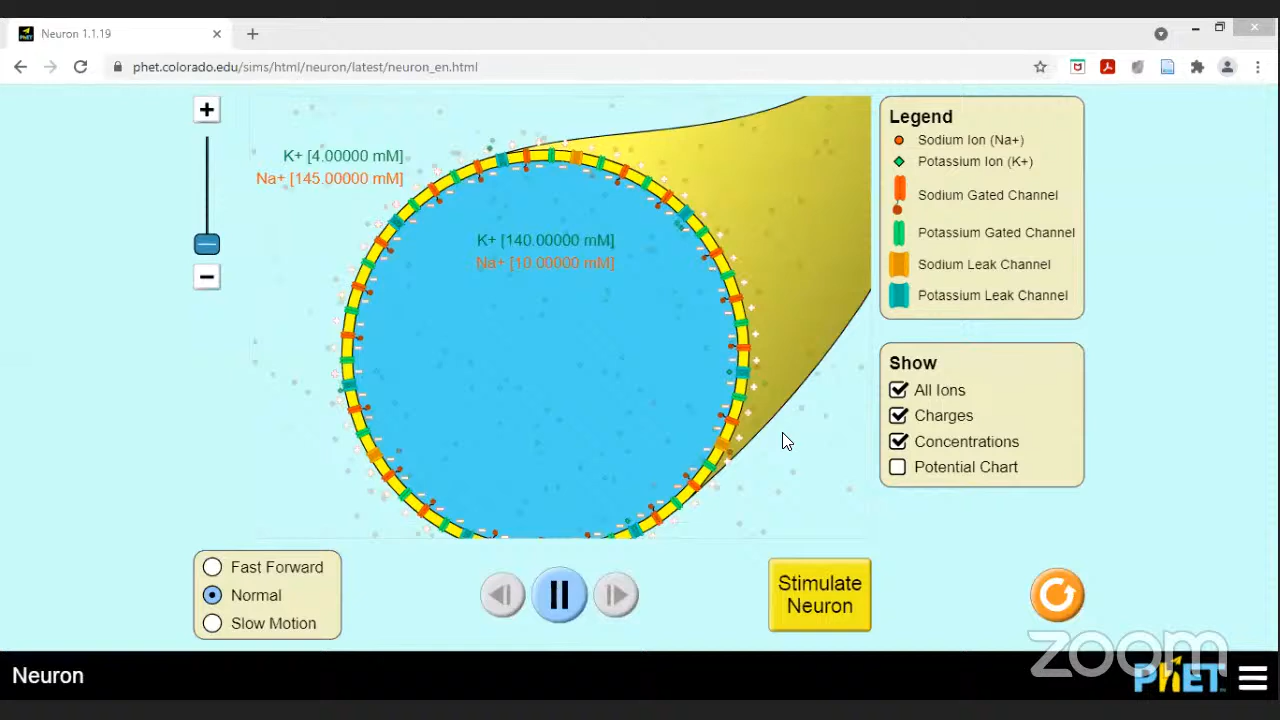 Neuron 1.1.19
phet.colorado.edu/sims/html/neuron/latest/neuron_en.html
K+ [4.00000 mM]
Na+ [145.00000 mM]
K+ [140.00000 mM]
Na+ [10.00000 mM]
Legend
Sodium Ion (Na+)
Potassium Ion (K+)
Sodium Gated Channel
Potassium Gated Channel
Sodium Leak Channel
Potassium Leak Channel
Show
All Ions
Charges
Concentrations
Potential Chart
Fast Forward
Normal
Slow Motion
Stimulate
Neuron
zoom
Neuron
PhET